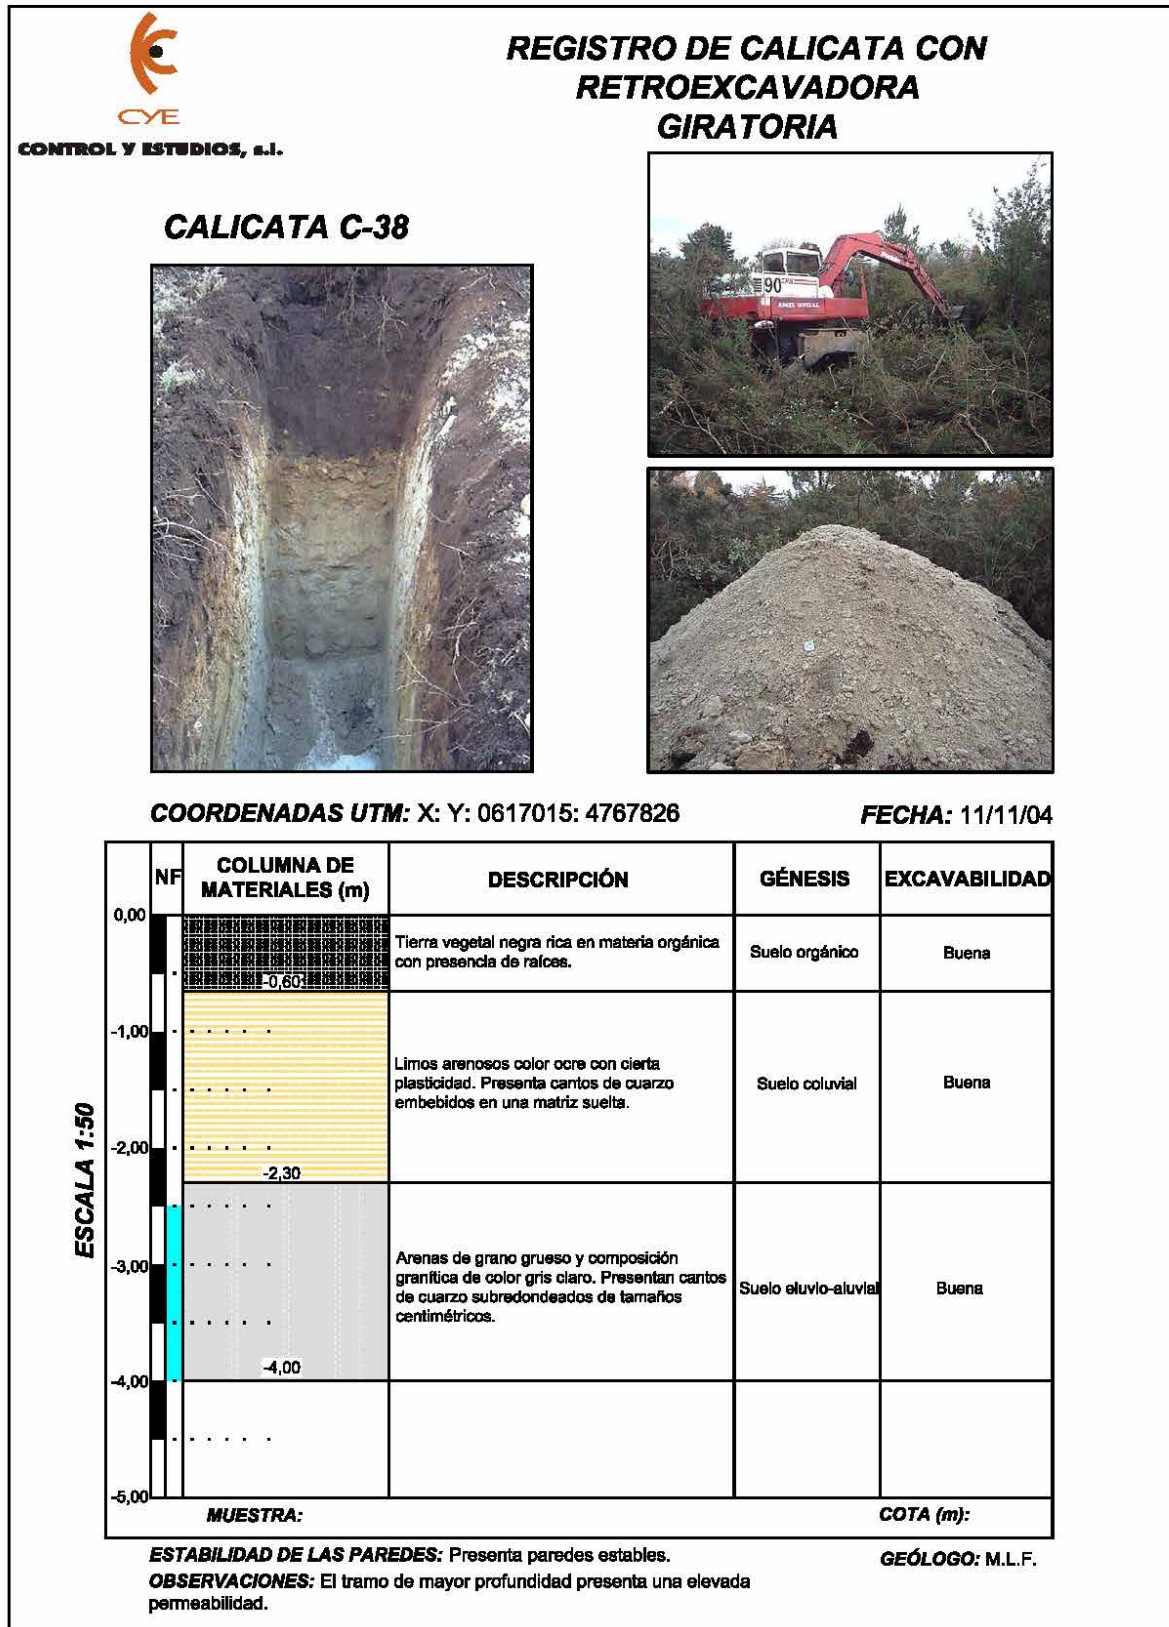 CYE
CONTROL Y ESTUDIOS, s.l.
REGISTRO DE CALICATA CON
RETROEXCAVADORA
GIRATORIA
CALICATA C-38
90
COORDENADAS UTM: X: Y: 0617015: 4767826
FECHA: 11/11/04
NF
COLUMNA DE
MATERIALES (m)
DESCRIPCIÓN
GÉNESIS
EXCAVABILIDAD
ESCALA 1:50
0,00
-0,60
Tierra vegetal negra rica en materia orgánica
con presencia de raíces.
Suelo orgánico
Buena
-1,00
-2,00
-2,30
Limos arenosos color ocre con cierta
plasticidad. Presenta cantos de cuarzo
embebidos en una matriz suelta.
Suelo coluvial
Buena
-3,00
-4,00
-4,00
Arenas de grano grueso y composición
granítica de color gris claro. Presentan cantos
de cuarzo subredondeados de tamaños
centimétricos.
Suelo eluvio-aluvial
Buena
-5,00
MUESTRA:
COTA (m):
ESTABILIDAD DE LAS PAREDES: Presenta paredes estables.
GEÓLOGO: M.L.F.
OBSERVACIONES: El tramo de mayor profundidad presenta una elevada
permeabilidad.